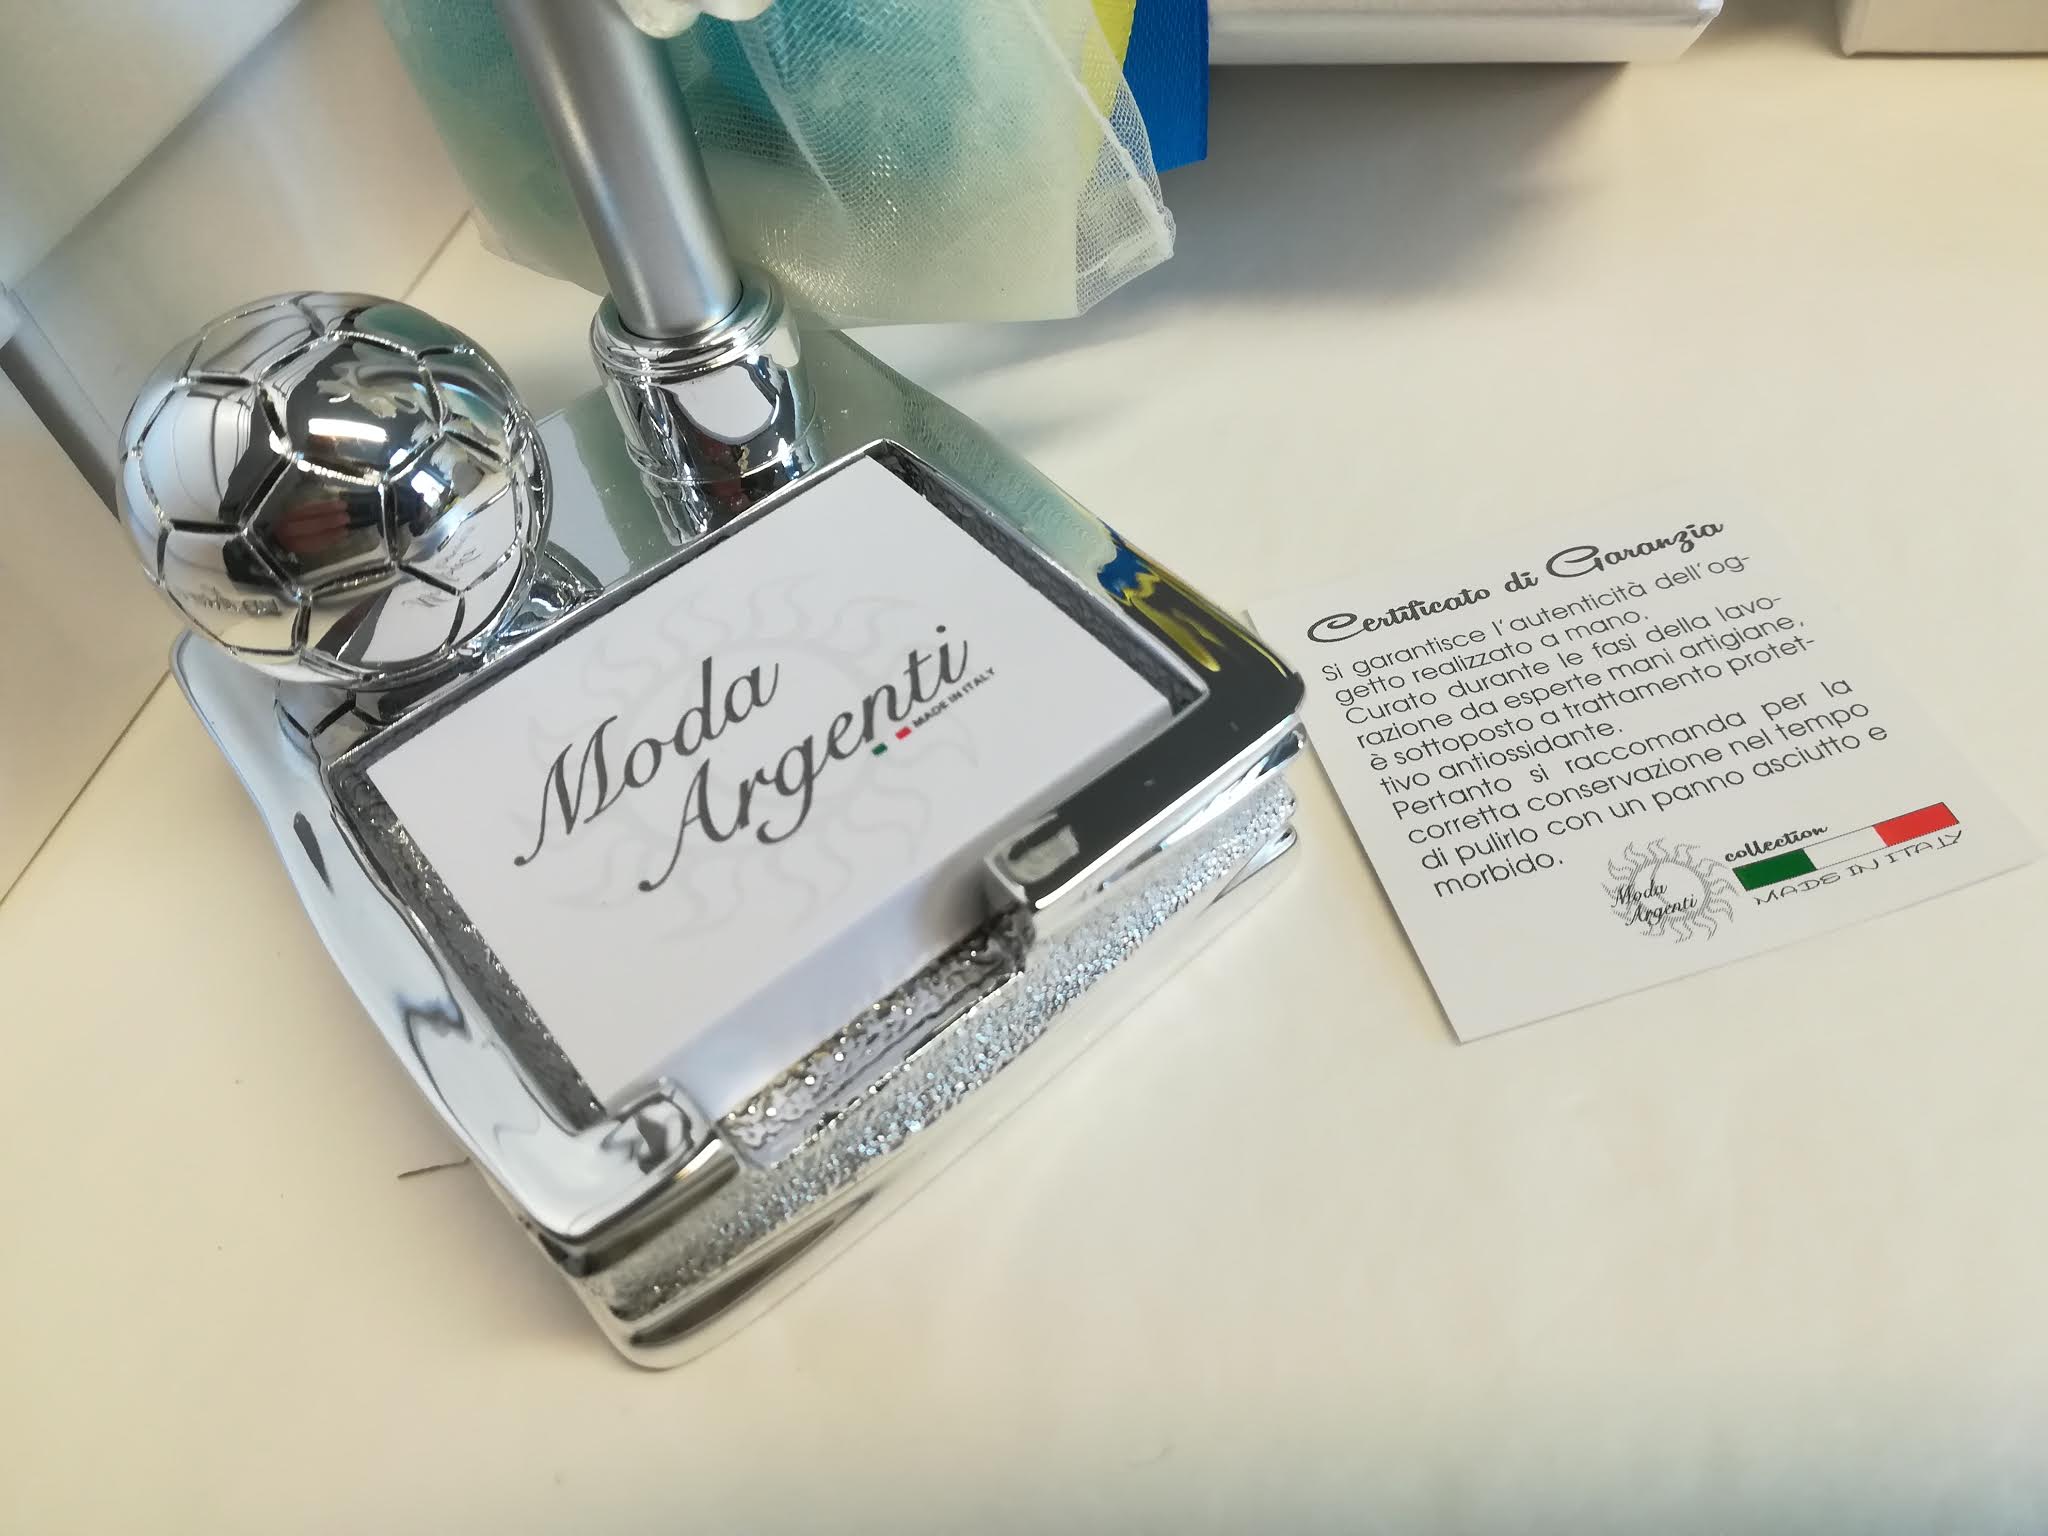 Moda
Argenti
MADE IN ITALY
Certificato di Garanzia
Si garantisce l'autenticità dell'og-
getto realizzato a mano.
Curato durante le fasi della lavo-
razione da esperte mani artigiane,
è sottoposto a trattamento protet-
tivo antiossidante.
Pertanto si raccomanda per la
corretta conservazione nel tempo
di pulirlo con un panno asciutto e
morbido.
Moda
Argenti
collection
MADE IN ITALY